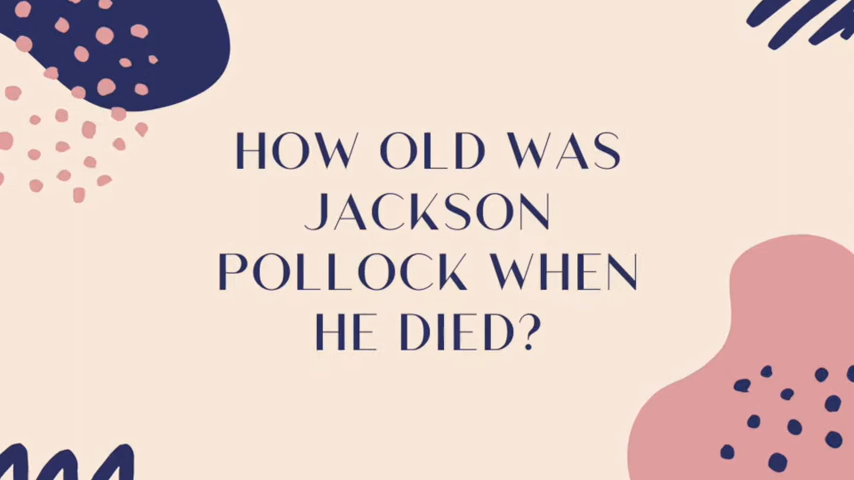 HOW OLD WAS
JACKSON
POLLOCK WHEN
HE DIED?